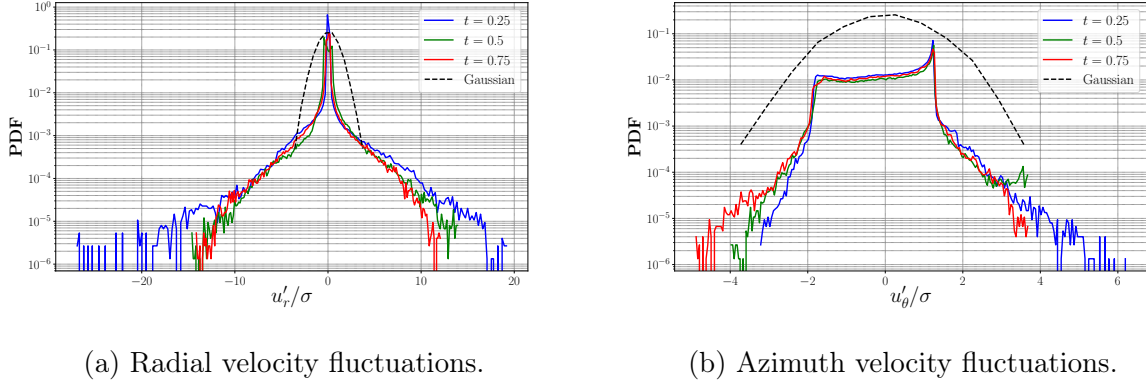 10⁰
10⁻¹
10⁻²
10⁻³
10⁻⁴
10⁻⁵
10⁻⁶
PDF
−20
−10
0
10
20
u′ᵣ/σ
t = 0.25
t = 0.5
t = 0.75
Gaussian
(a) Radial velocity fluctuations.
10⁰
10⁻¹
10⁻²
10⁻³
10⁻⁴
10⁻⁵
10⁻⁶
PDF
−4
−2
0
2
4
6
u′_θ/σ
t = 0.25
t = 0.5
t = 0.75
Gaussian
(b) Azimuth velocity fluctuations.